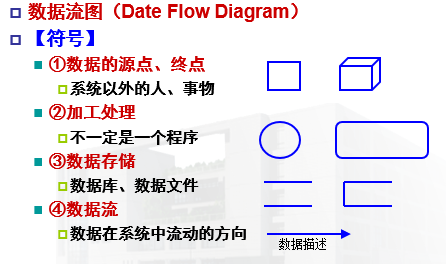 数据流图（Date Flow Diagram）
【符号】
①数据的源点、终点
系统以外的人、事物
②加工处理
不一定是一个程序
③数据存储
数据库、数据文件
④数据流
数据在系统中流动的方向
数据描述